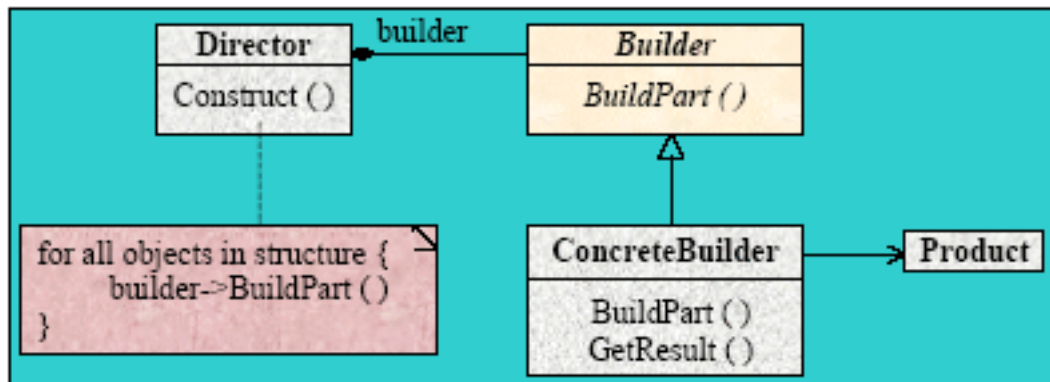 Director
Construct ( )
builder
Builder
BuildPart ( )
for all objects in structure {
builder->BuildPart ( )
}
ConcreteBuilder
BuildPart ( )
GetResult ( )
Product